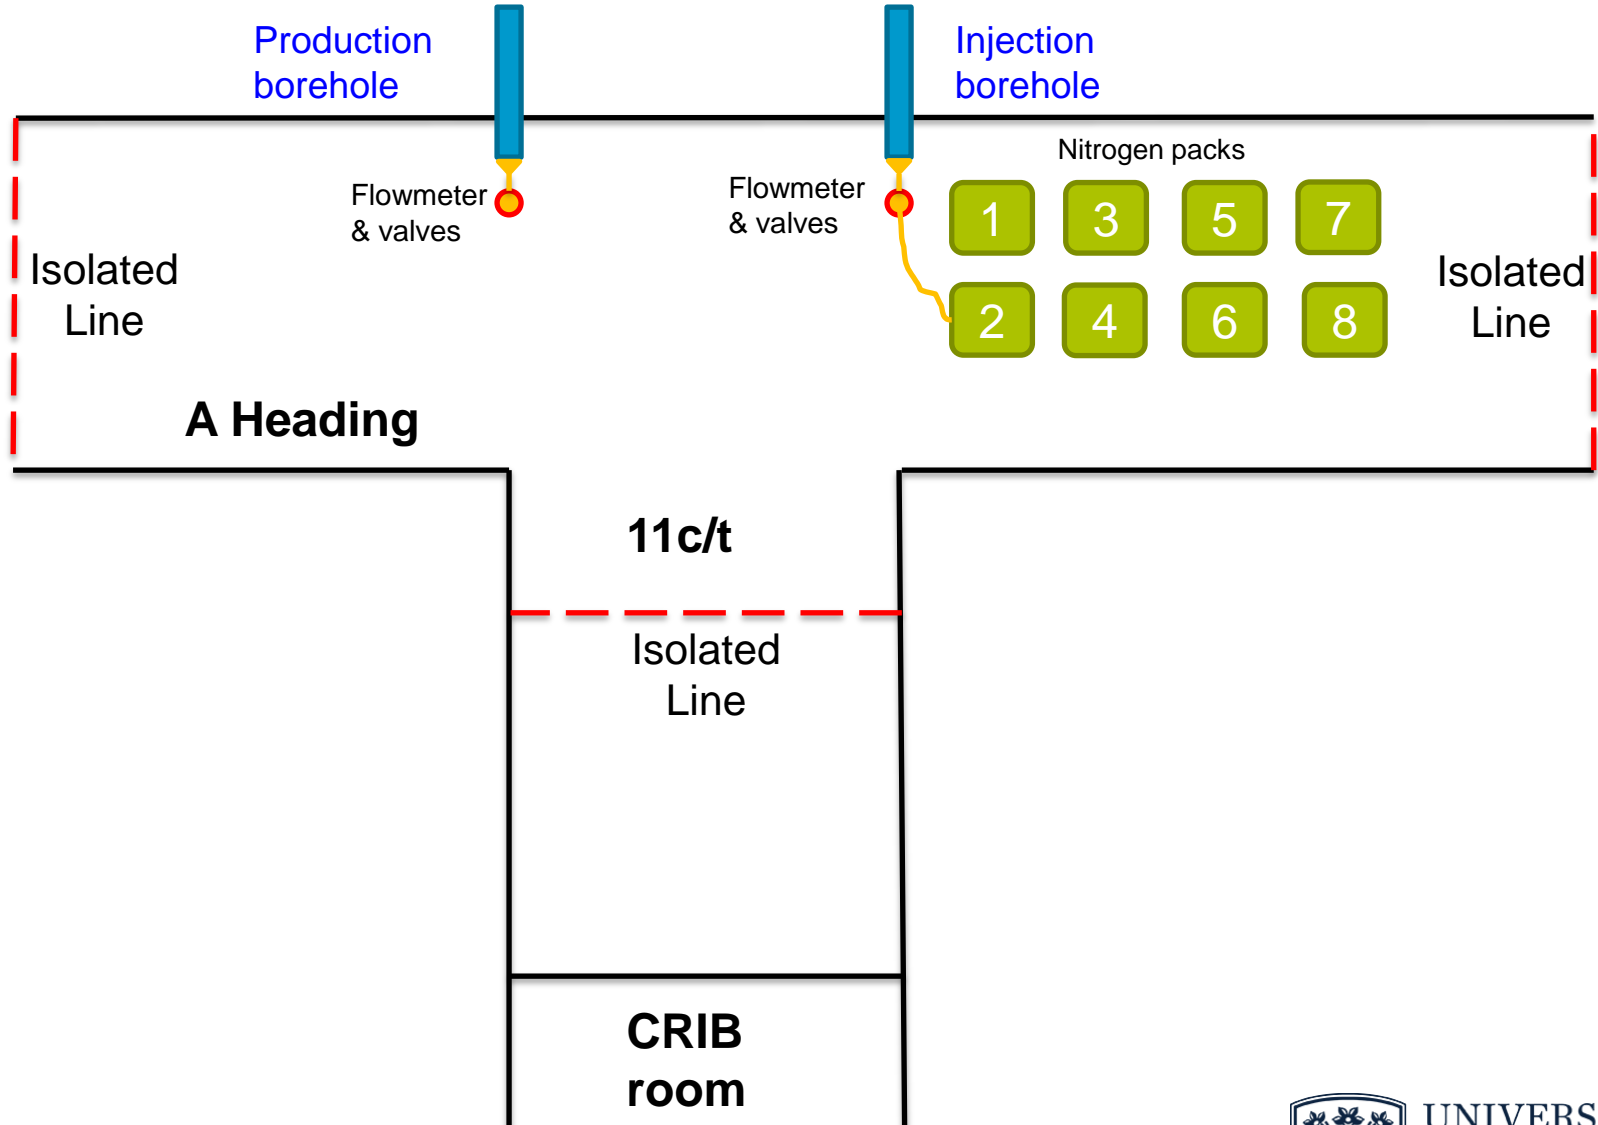 Production
borehole
Injection
borehole
Nitrogen packs
Flowmeter
& valves
Flowmeter
& valves
1 3 5 7
2 4 6 8
Isolated
Line
Isolated
Line
A Heading
11c/t
Isolated
Line
CRIB
room
UNIVERS